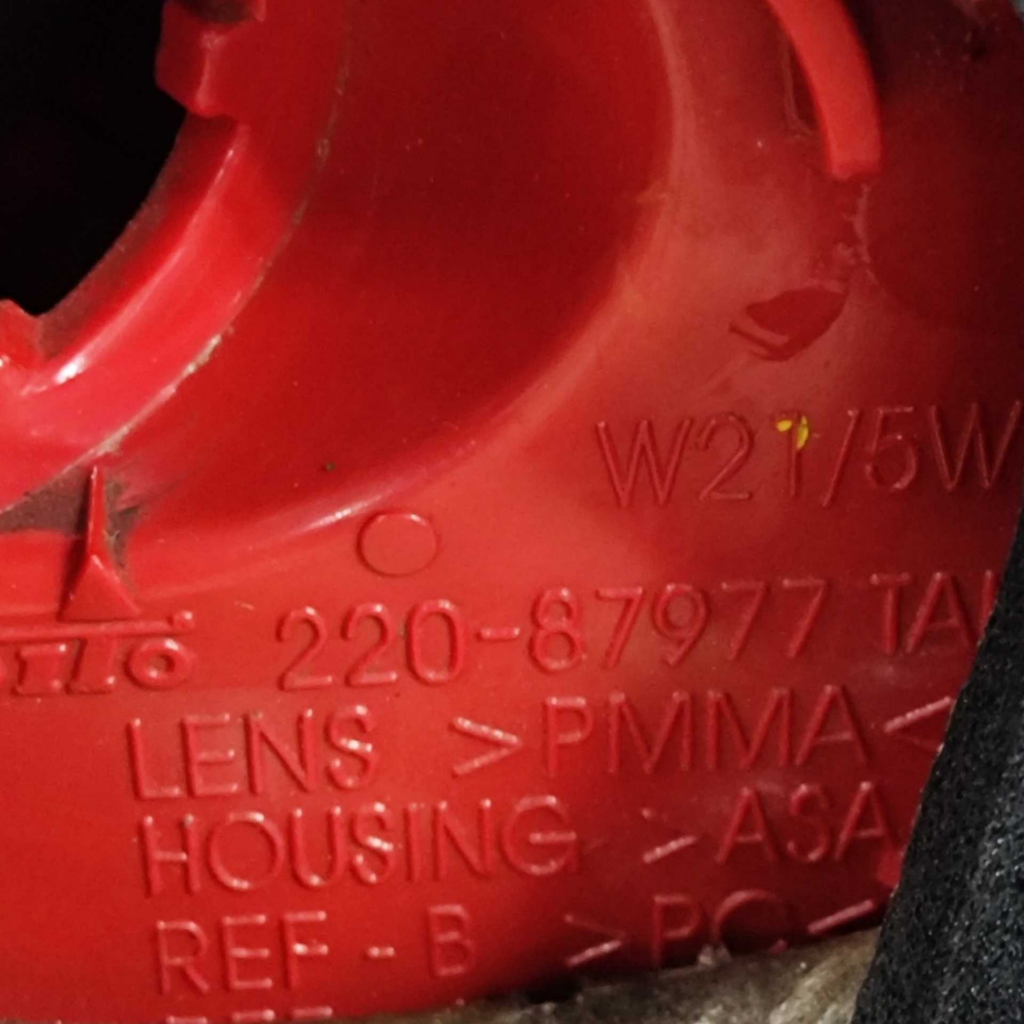 W21/5W
220-87977
LENS >PMMA<
HOUSING >ASA
REF - B >PC<